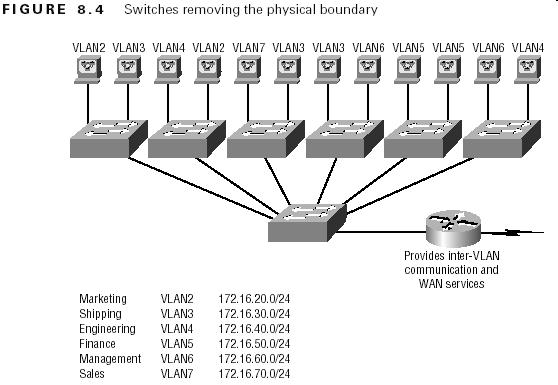 FIGURE 8.4 Switches removing the physical boundary
VLAN2 VLAN3 VLAN4 VLAN2 VLAN7 VLAN3 VLAN3 VLAN6 VLAN5 VLAN5 VLAN6 VLAN4
Provides inter-VLAN
communication and
WAN services
Marketing VLAN2 172.16.20.0/24
Shipping VLAN3 172.16.30.0/24
Engineering VLAN4 172.16.40.0/24
Finance VLAN5 172.16.50.0/24
Management VLAN6 172.16.60.0/24
Sales VLAN7 172.16.70.0/24